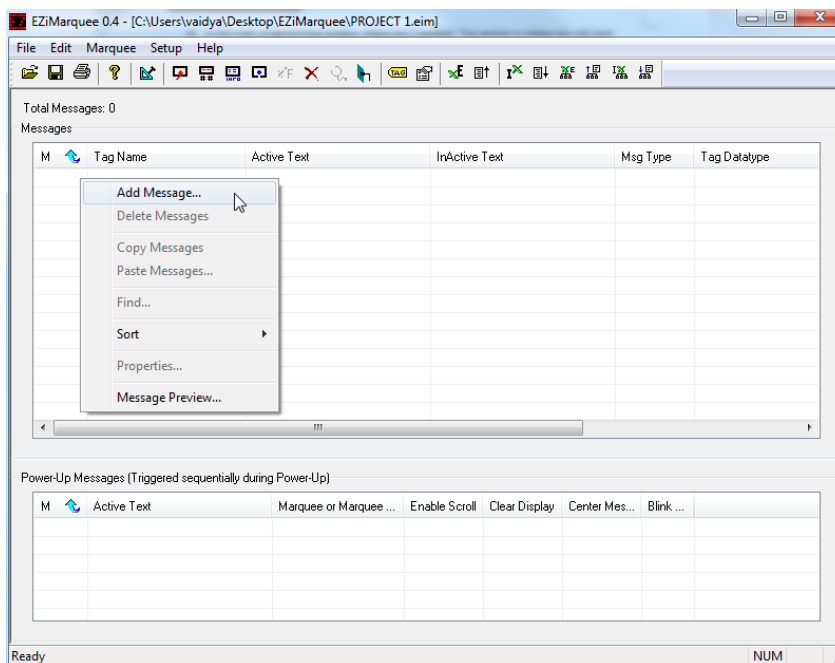 EZiMarquee 0.4 - [C:\Users\vaidya\Desktop\EZiMarquee\PROJECT 1.eim]
File Edit Marquee Setup Help
TAG
Total Messages: 0
Messages
M Tag Name Active Text InActive Text Msg Type Tag Datatype
Add Message...
Delete Messages
Copy Messages
Paste Messages...
Find...
Sort
Properties...
Message Preview...
Power-Up Messages (Triggered sequentially during Power-Up)
M Active Text Marquee or Marquee ... Enable Scroll Clear Display Center Mes... Blink ...
Ready NUM